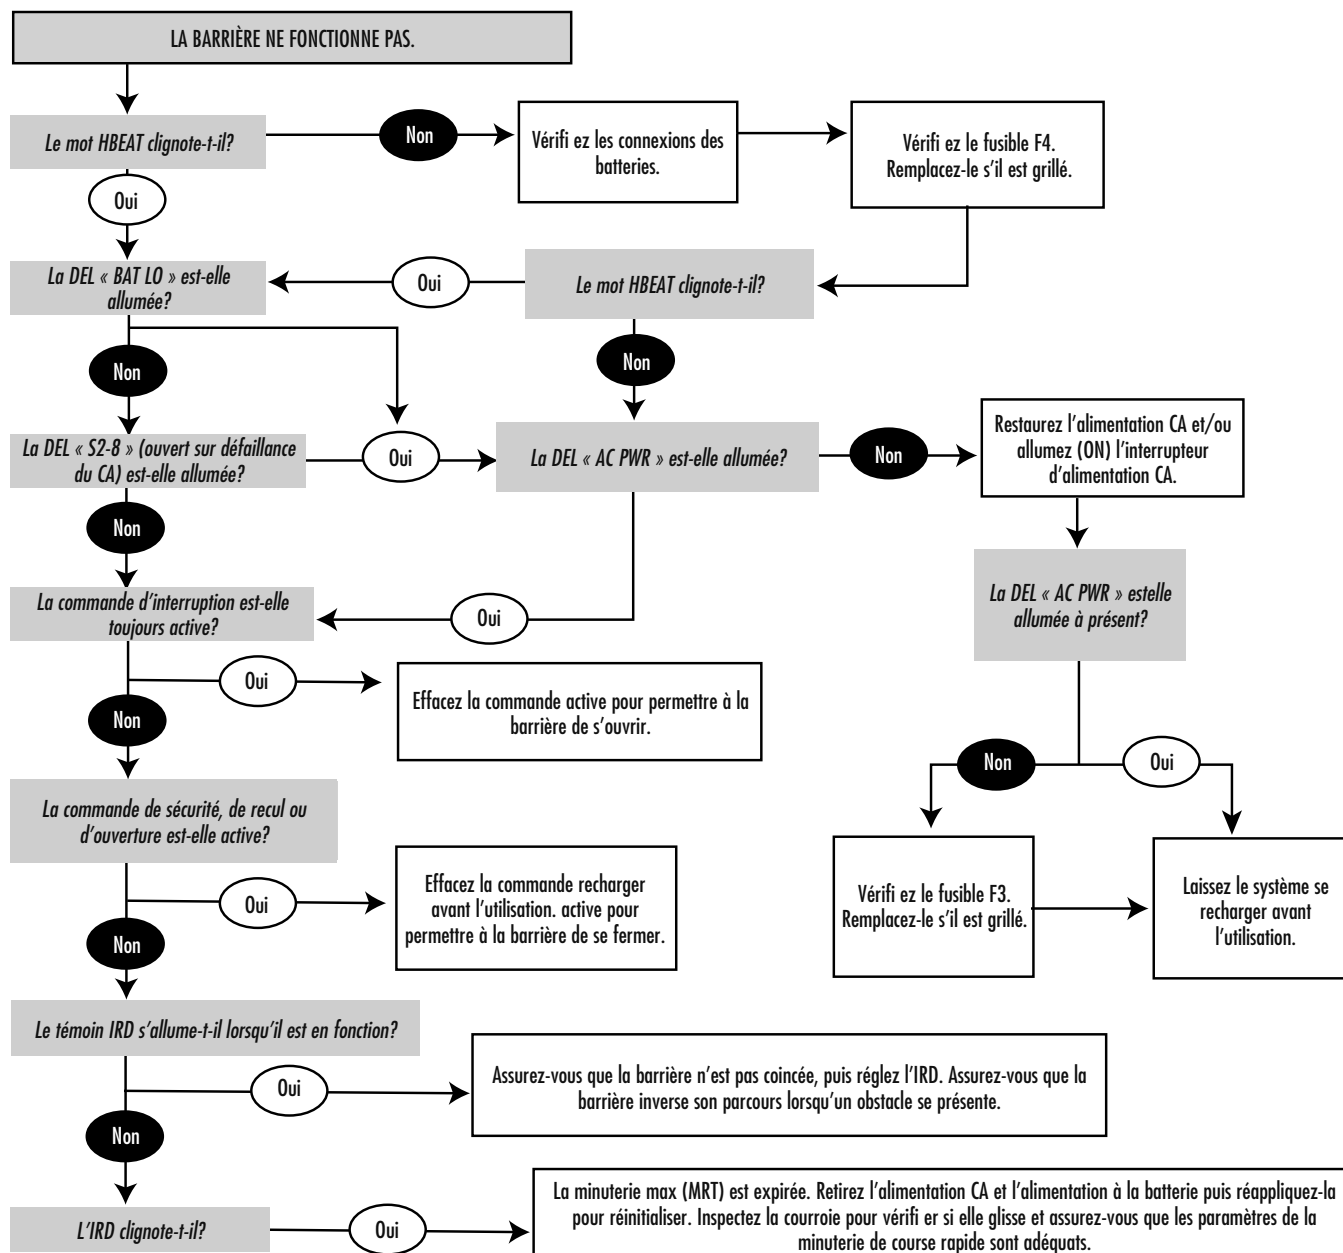 LA BARRIÈRE NE FONCTIONNE PAS.
Le mot HBEAT clignote-t-il?
Non
Vérifi ez les connexions des
batteries.
Vérifi ez le fusible F4.
Remplacez-le s’il est grillé.
Oui
La DEL « BAT LO » est-elle
allumée?
Oui
Le mot HBEAT clignote-t-il?
Non
Non
La DEL « S2-8 » (ouvert sur défaillance
du CA) est-elle allumée?
Oui
La DEL « AC PWR » est-elle allumée?
Non
Restaurez l’alimentation CA et/ou
allumez (ON) l’interrupteur
d’alimentation CA.
Non
La DEL « AC PWR » estelle
allumée à présent?
La commande d’interruption est-elle
toujours active?
Oui
Oui
Effacez la commande active pour permettre à la
barrière de s’ouvrir.
Non
Non
Oui
La commande de sécurité, de recul ou
d’ouverture est-elle active?
Vérifi ez le fusible F3.
Remplacez-le s’il est grillé.
Laissez le système se
recharger avant
l’utilisation.
Oui
Effacez la commande recharger
avant l’utilisation. active pour
permettre à la barrière de se fermer.
Non
Le témoin IRD s’allume-t-il lorsqu’il est en fonction?
Oui
Assurez-vous que la barrière n’est pas coincée, puis réglez l’IRD. Assurez-vous que la
barrière inverse son parcours lorsqu’un obstacle se présente.
Non
L’IRD clignote-t-il?
Oui
La minuterie max (MRT) est expirée. Retirez l’alimentation CA et l’alimentation à la batterie puis réappliquez-la
pour réinitialiser. Inspectez la courroie pour vérifi er si elle glisse et assurez-vous que les paramètres de la
minuterie de course rapide sont adéquats.